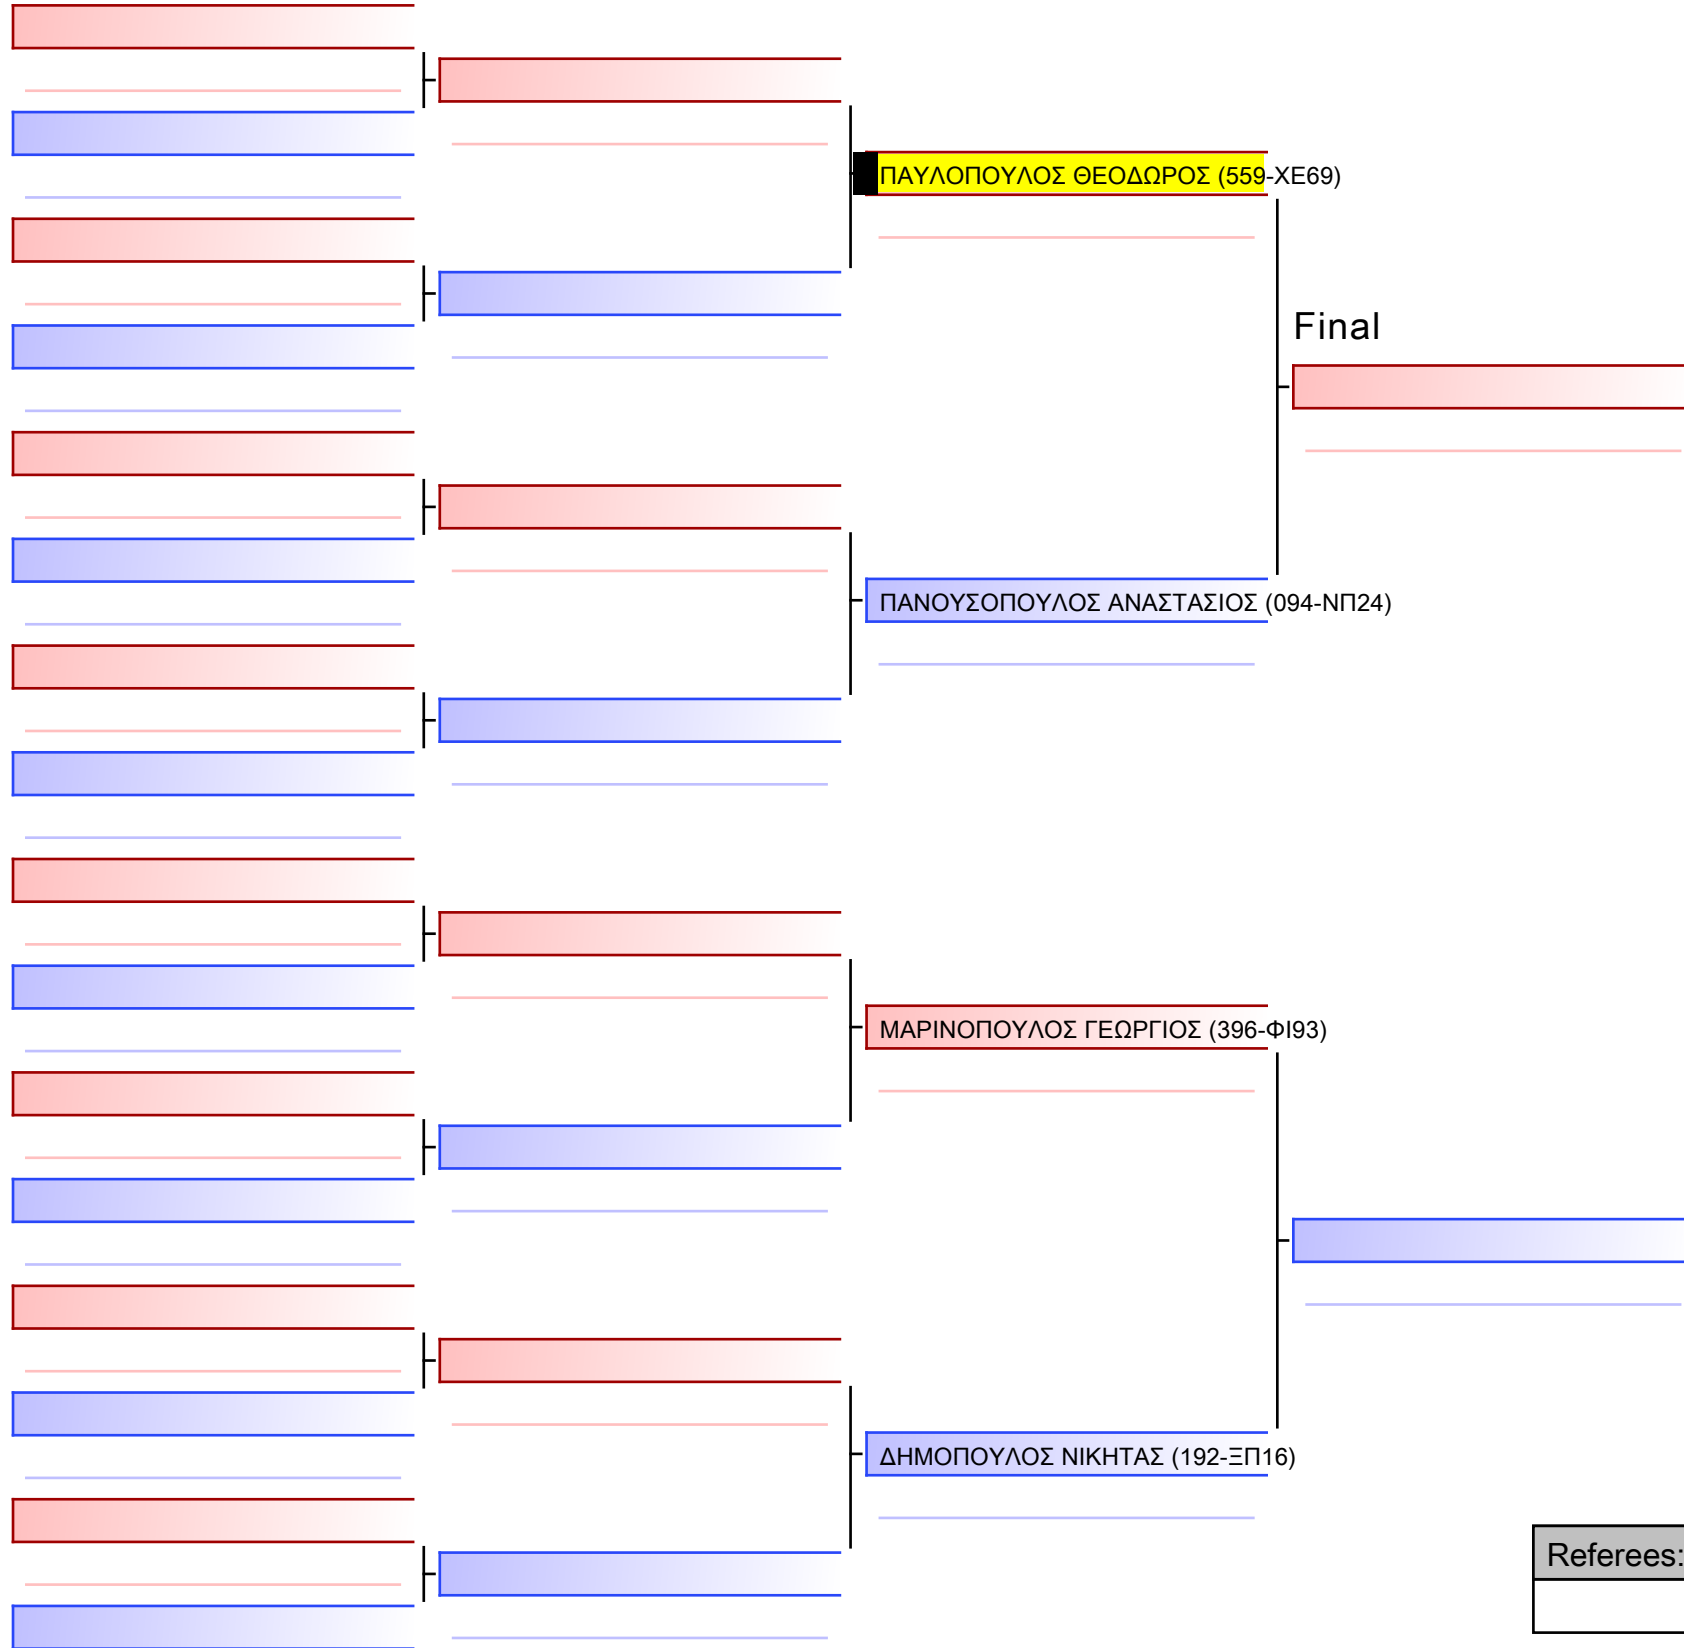 ΠΑΥΛΟΠΟΥΛΟΣ ΘΕΟΔΩΡΟΣ (559-ΧΕ69)
Final
ΠΑΝΟΥΣΟΠΟΥΛΟΣ ΑΝΑΣΤΑΣΙΟΣ (094-ΝΠ24)
ΜΑΡΙΝΟΠΟΥΛΟΣ ΓΕΩΡΓΙΟΣ (396-ΦΙ93)
ΔΗΜΟΠΟΥΛΟΣ ΝΙΚΗΤΑΣ (192-ΞΠ16)
Referees: